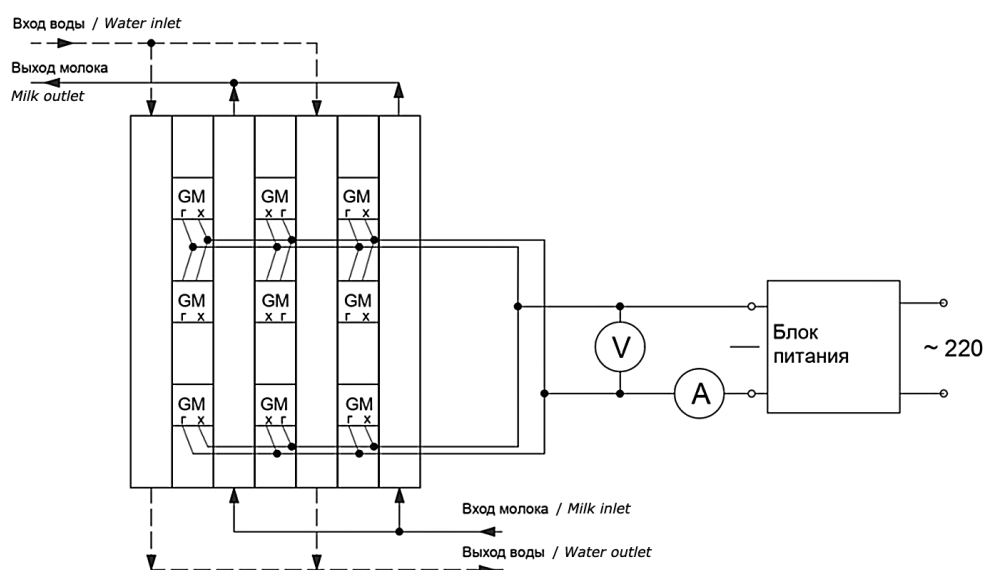 Вход воды / Water inlet
Выход молока
Milk outlet
GM GM GM
г х х г г х
GM GM GM
г х х г г х
GM GM GM
г х х г г х
V
A
Блок
питания
~ 220
Вход молока / Milk inlet
Выход воды / Water outlet